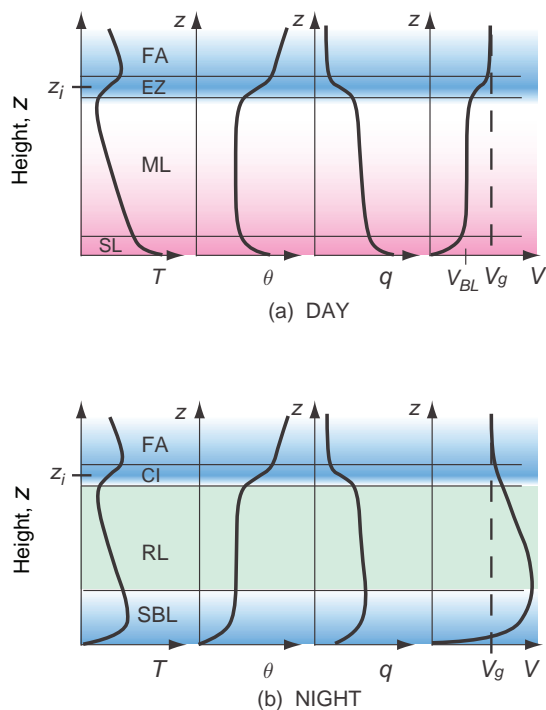 z z z
FA
z_i
EZ
Height, z
ML
SL
T θ q V_BL V_g V
(a) DAY
z z z
FA
z_i
CI
Height, z
RL
SBL
T θ q V_g V
(b) NIGHT